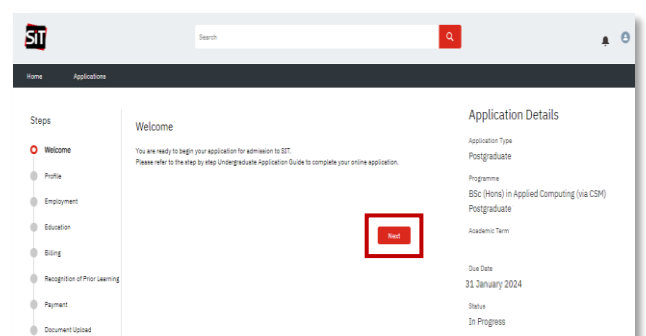 SiT
Search
Home Applications
Steps
Welcome
Profile
Employment
Education
Billing
Recognition of Prior Learning
Payment
Document Upload
Welcome
You are ready to begin your application for admission to SIT.
Please refer to the step by step Undergraduate Application Guide to complete your online application.
Next
Application Details
Application Type
Postgraduate
Programme
BSc (Hons) in Applied Computing (via CSM)
Postgraduate
Academic Term
Due Date
31 January 2024
Status
In Progress